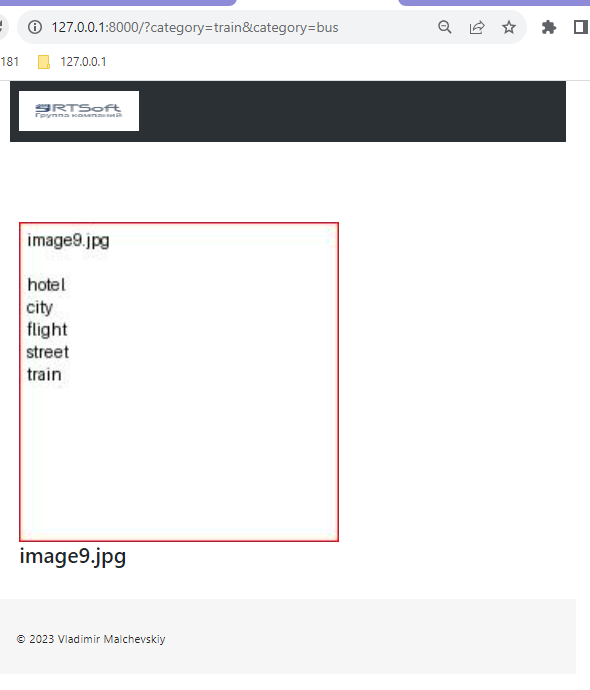 127.0.0.1:8000/?category=train&category=bus
181 127.0.0.1
RTSoft
Группа компаний
image9.jpg
hotel
city
flight
street
train
image9.jpg
© 2023 Vladimir Malchevskiy